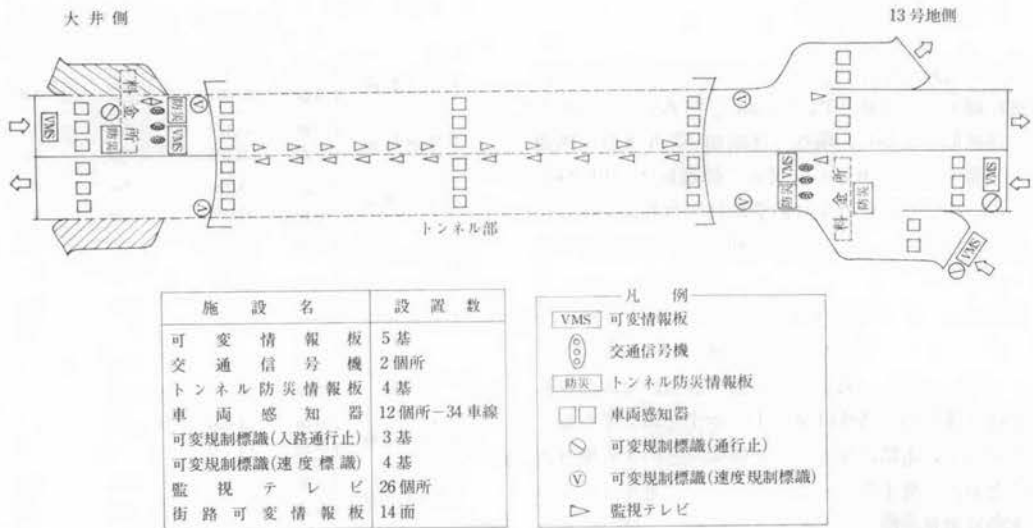 大井側
13号地側
VMS
料金所
防災
防災
VMS
トンネル部
防災
VMS
料金所
防災
VMS
VMS
施設名 設置数
可変情報板 5基
交通信号機 2個所
トンネル防災情報板 4基
車両感知器 12個所－34車線
可変規制標識(入路通行止) 3基
可変規制標識(速度標識) 4基
監視テレビ 26個所
街路可変情報板 14面
凡例
VMS 可変情報板
交通信号機
防災 トンネル防災情報板
車両感知器
可変規制標識(通行止)
V 可変規制標識(速度規制標識)
監視テレビ
V
V
V
V